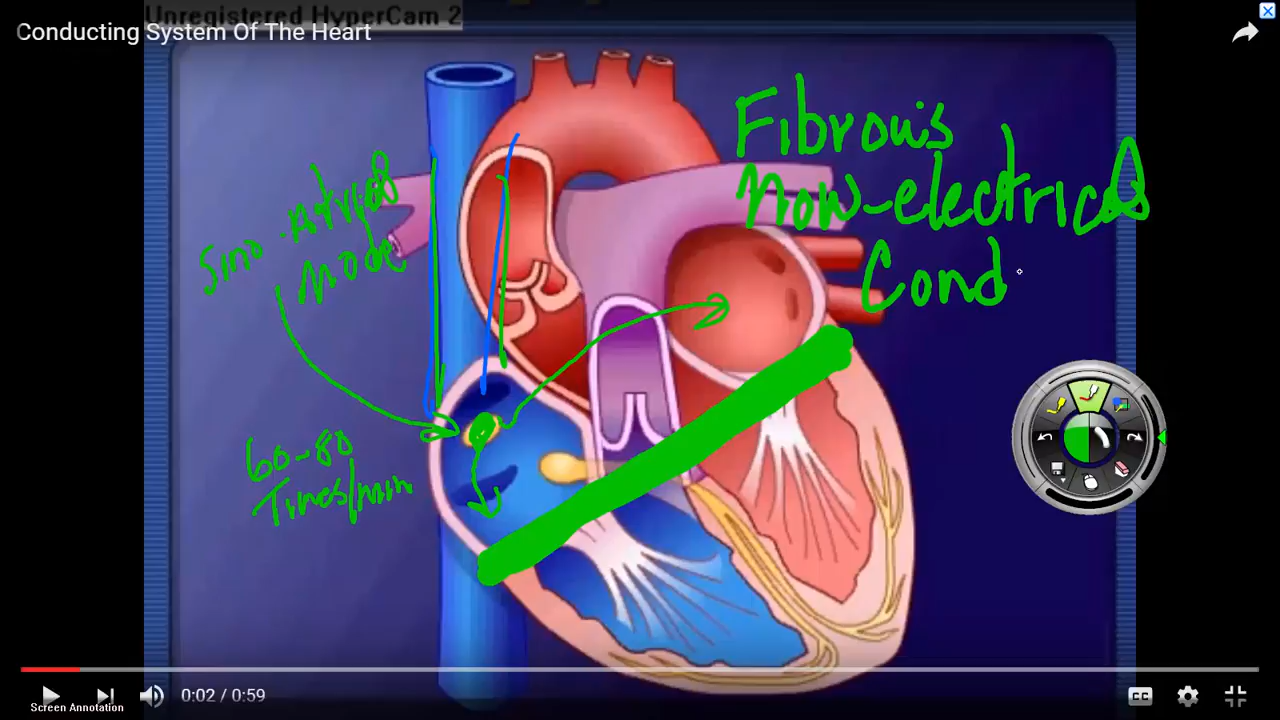 Unregistered HyperCam 2
Conducting System Of The Heart
Fibrous
Non-electrical
Cond
Sino-Atrial
Node
60-80
Times/min
0:02 / 0:59
CC
Screen Annotation